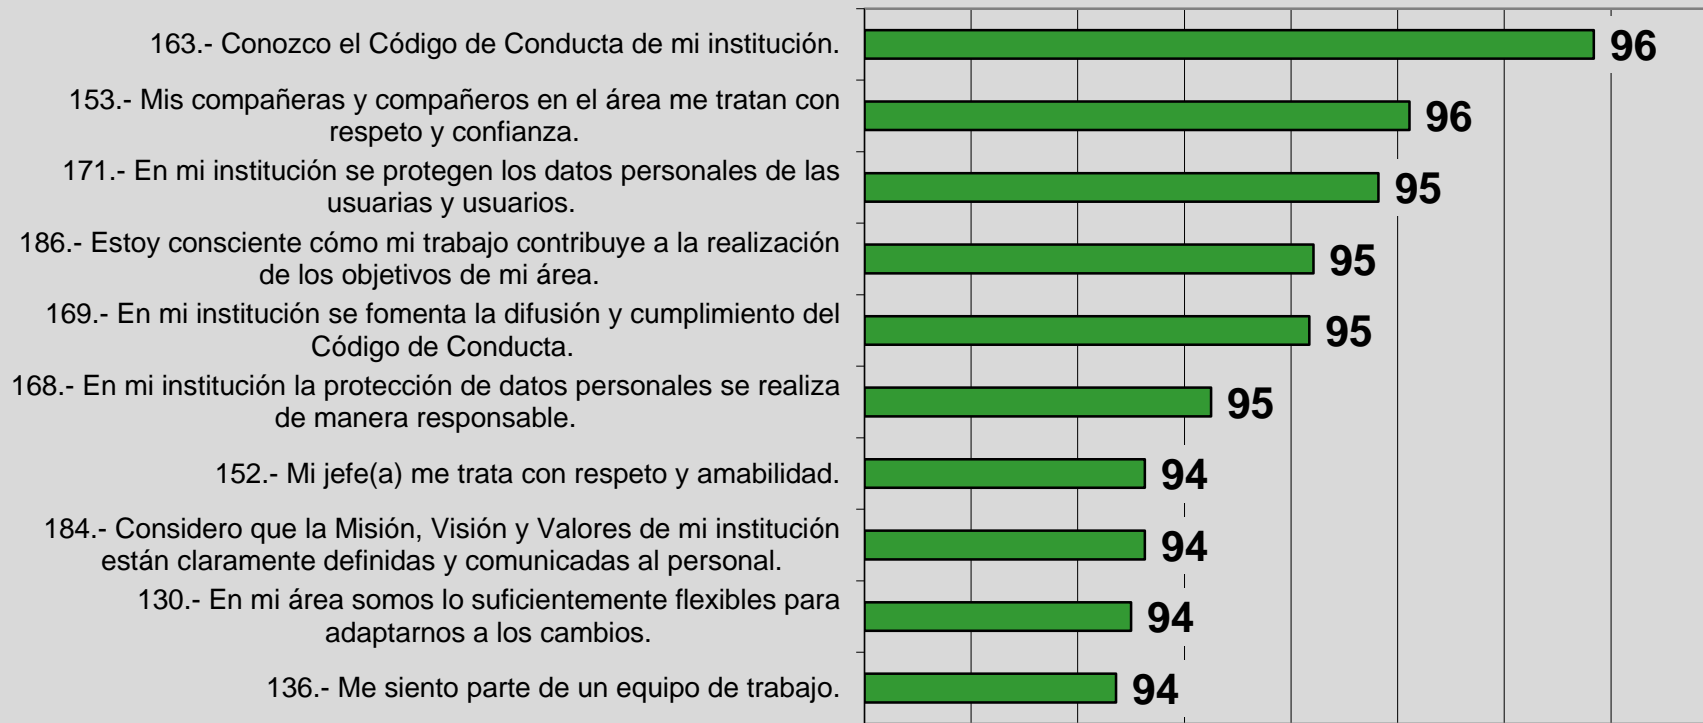 163.- Conozco el Código de Conducta de mi institución.
96
153.- Mis compañeras y compañeros en el área me tratan con
respeto y confianza.
96
171.- En mi institución se protegen los datos personales de las
usuarias y usuarios.
95
186.- Estoy consciente cómo mi trabajo contribuye a la realización
de los objetivos de mi área.
95
169.- En mi institución se fomenta la difusión y cumplimiento del
Código de Conducta.
95
168.- En mi institución la protección de datos personales se realiza
de manera responsable.
95
152.- Mi jefe(a) me trata con respeto y amabilidad.
94
184.- Considero que la Misión, Visión y Valores de mi institución
están claramente definidas y comunicadas al personal.
94
130.- En mi área somos lo suficientemente flexibles para
adaptarnos a los cambios.
94
136.- Me siento parte de un equipo de trabajo.
94